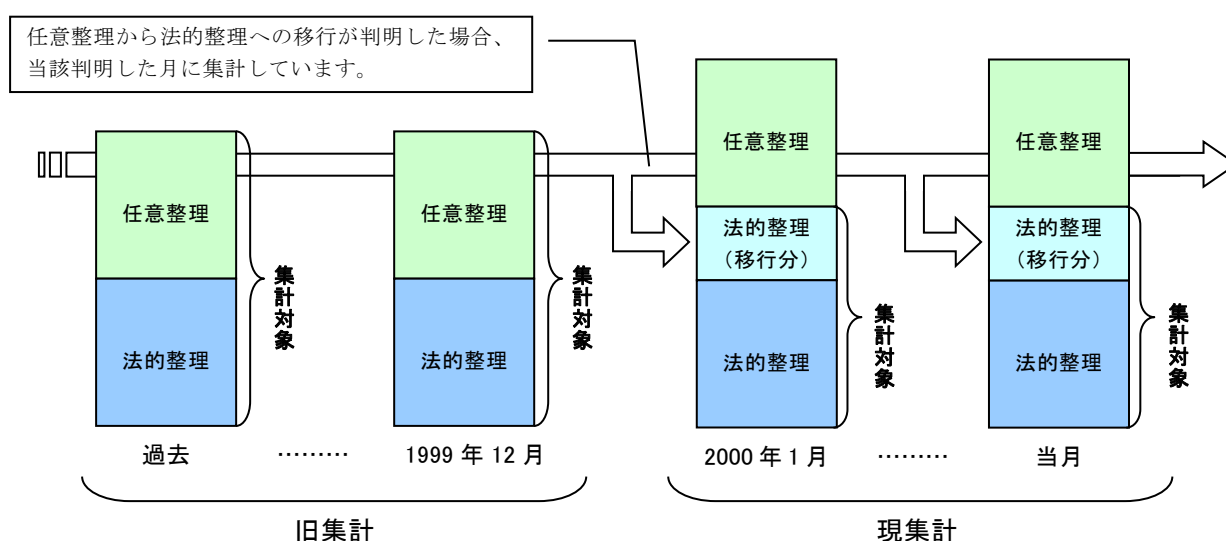 任意整理から法的整理への移行が判明した場合、
当該判明した月に集計しています。
任意整理
法的整理
集計対象
過去
………
任意整理
法的整理
集計対象
1999 年 12 月
任意整理
法的整理
（移行分）
法的整理
集計対象
2000 年 1 月
………
任意整理
法的整理
（移行分）
法的整理
集計対象
当月
旧集計
現集計